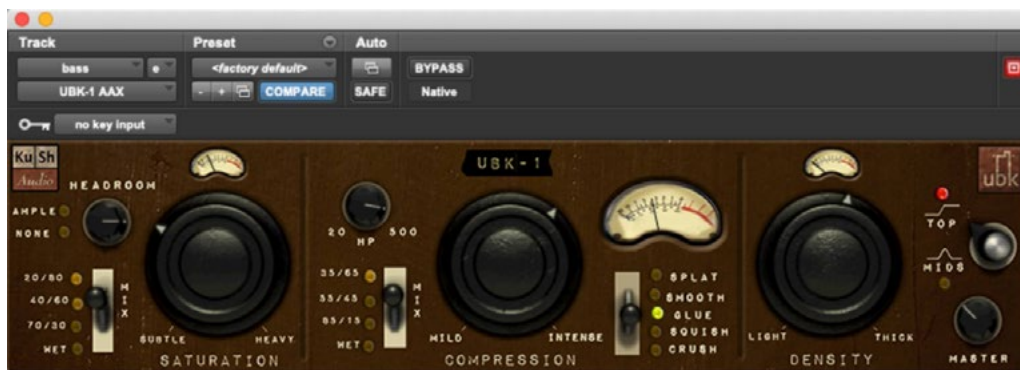 Track Preset Auto
bass e <factory default> BYPASS
UBK-1 AAX - + COMPARE SAFE Native
no key input
Ku Sh
Audio
UBK-1
ubk
HEADROOM
AMPLE
NONE
20/80
40/60
70/30
WET
MIX
SUBTLE HEAVY
SATURATION
20 500
HP
35/65
55/45
85/15
WET
MIX
MILD INTENSE
COMPRESSION
SPLAT
SMOOTH
GLUE
SQUISH
CRUSH
LIGHT THICK
DENSITY
TOP
MIDS
MASTER